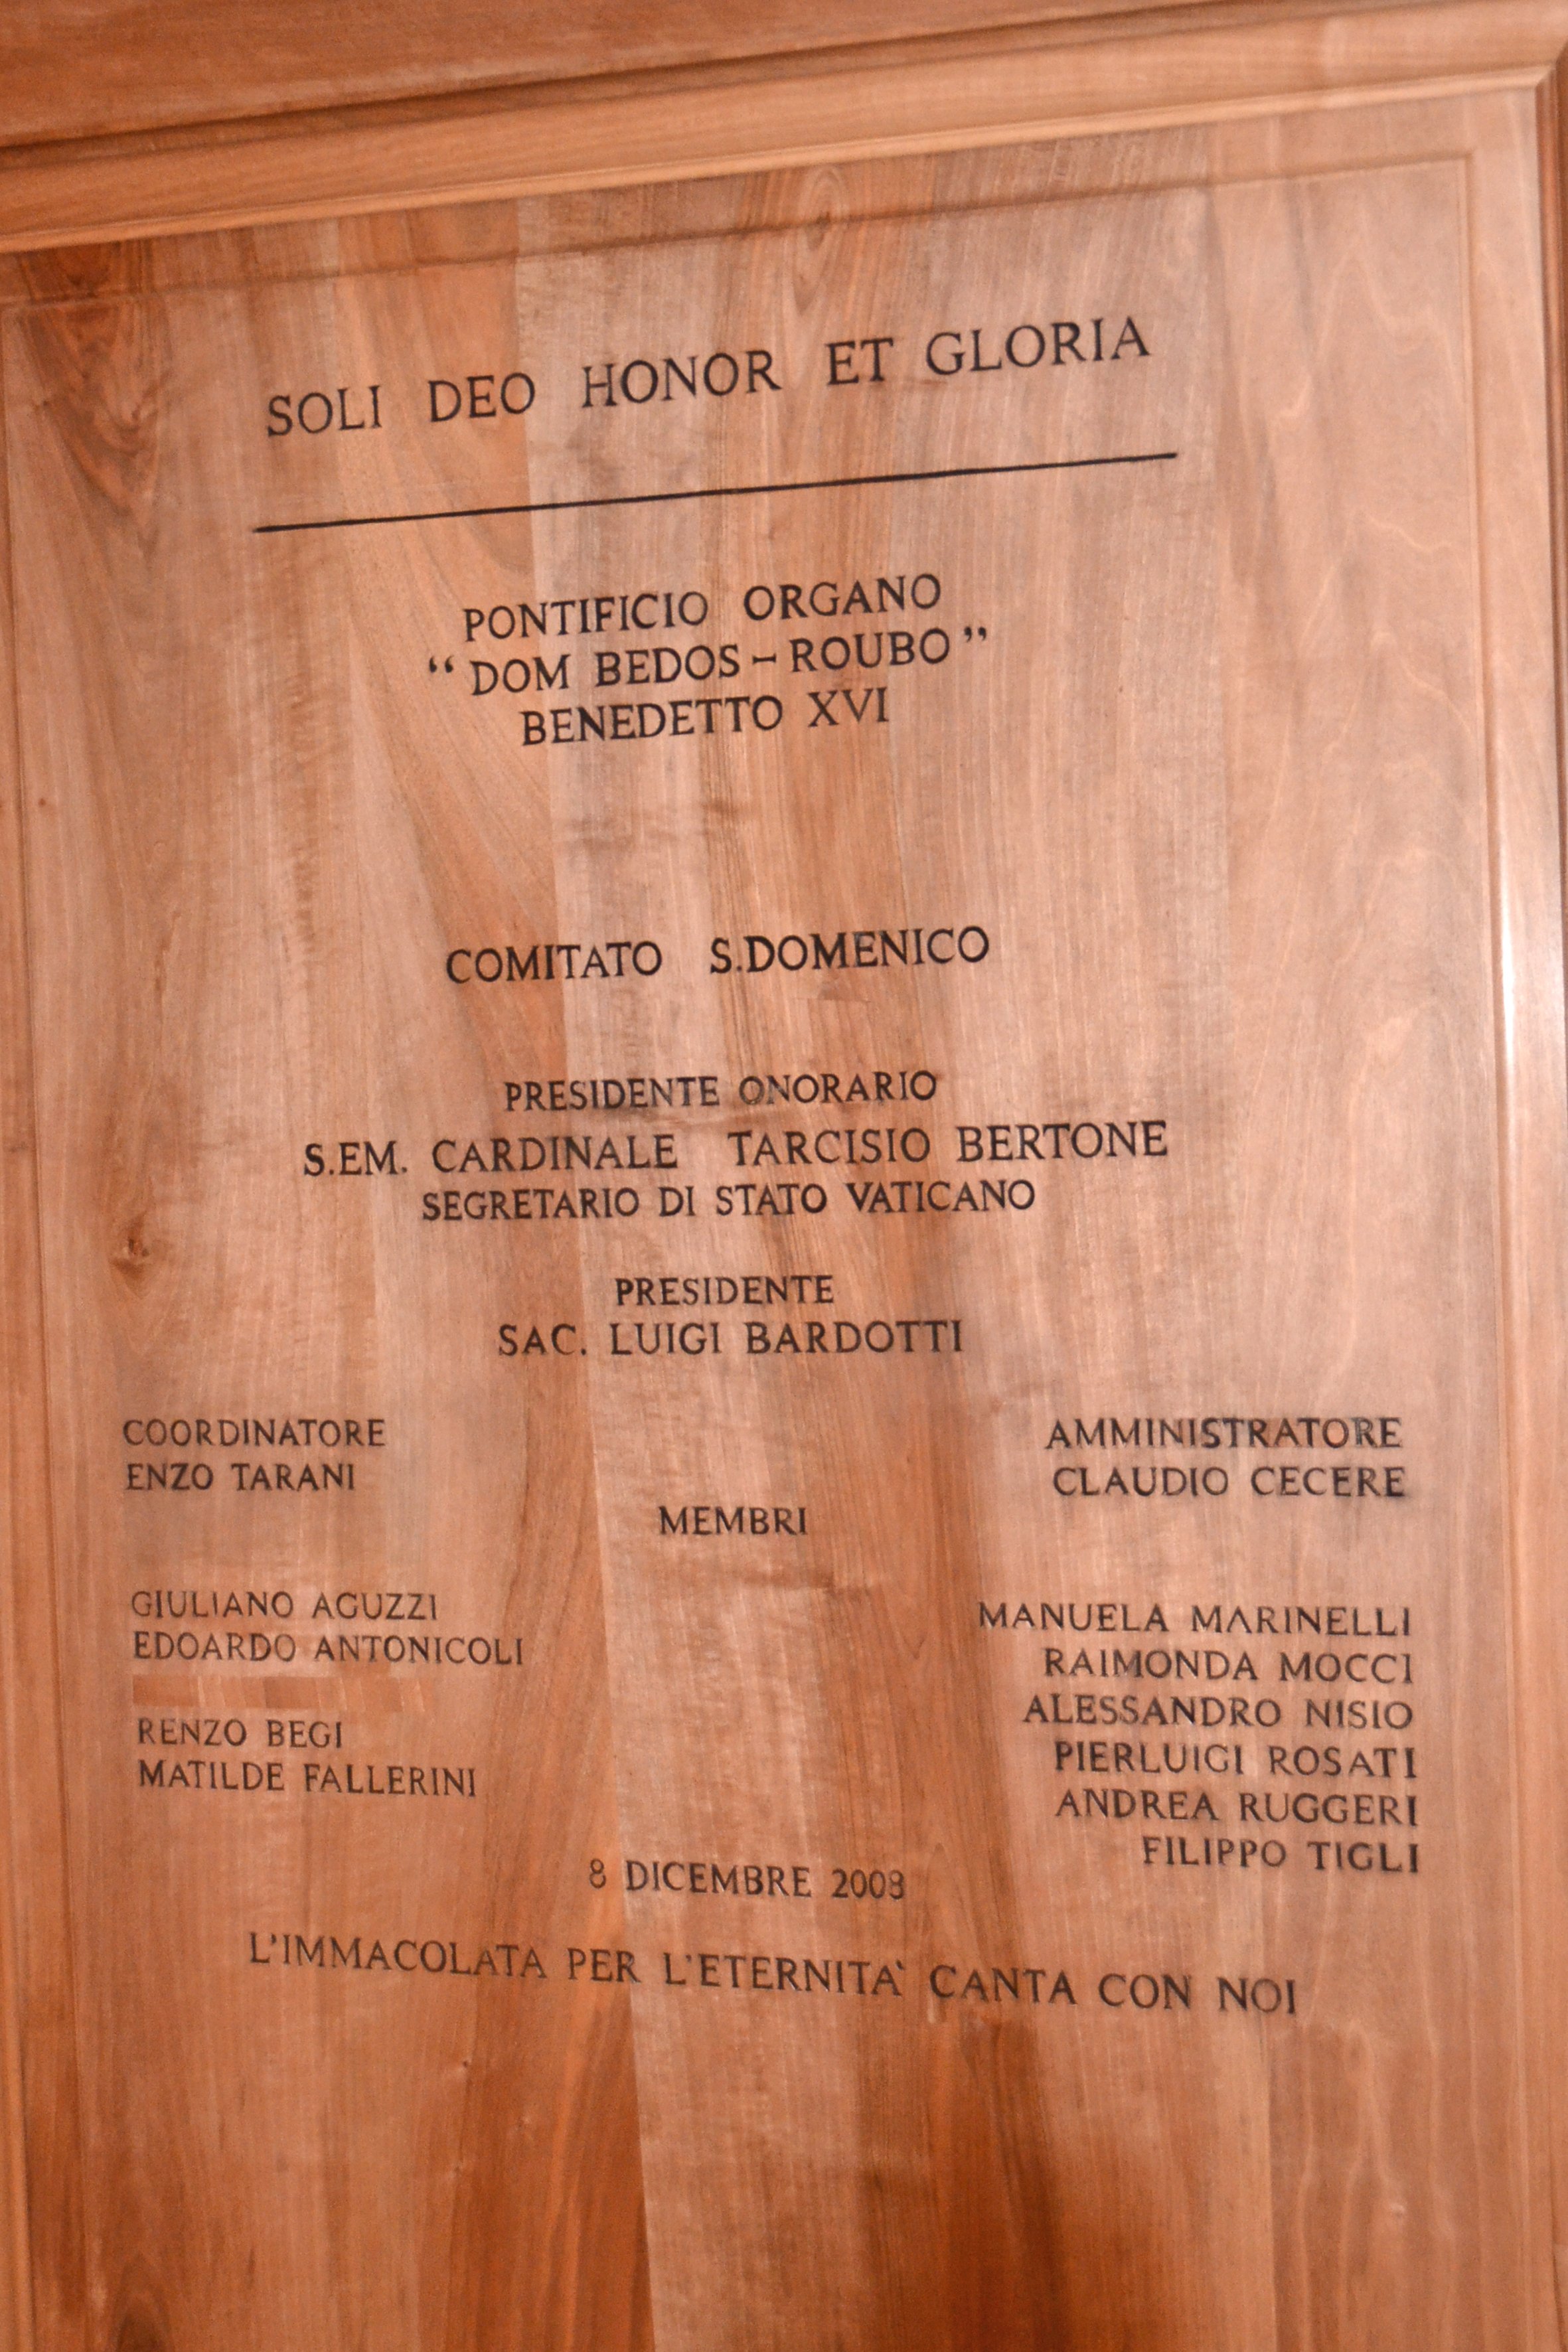 SOLI DEO HONOR ET GLORIA
PONTIFICIO ORGANO
“DOM BEDOS-ROUBO”
BENEDETTO XVI
COMITATO S.DOMENICO
PRESIDENTE ONORARIO
S.EM. CARDINALE TARCISIO BERTONE
SEGRETARIO DI STATO VATICANO
PRESIDENTE
SAC. LUIGI BARDOTTI
COORDINATORE
ENZO TARANI
AMMINISTRATORE
CLAUDIO CECERE
MEMBRI
GIULIANO AGUZZI
EDOARDO ANTONICOLI
RENZO BEGI
MATILDE FALLERINI
MANUELA MARINELLI
RAIMONDA MOCCI
ALESSANDRO NISIO
PIERLUIGI ROSATI
ANDREA RUGGERI
FILIPPO TIGLI
8 DICEMBRE 2008
L'IMMACOLATA PER L'ETERNITA' CANTA CON NOI